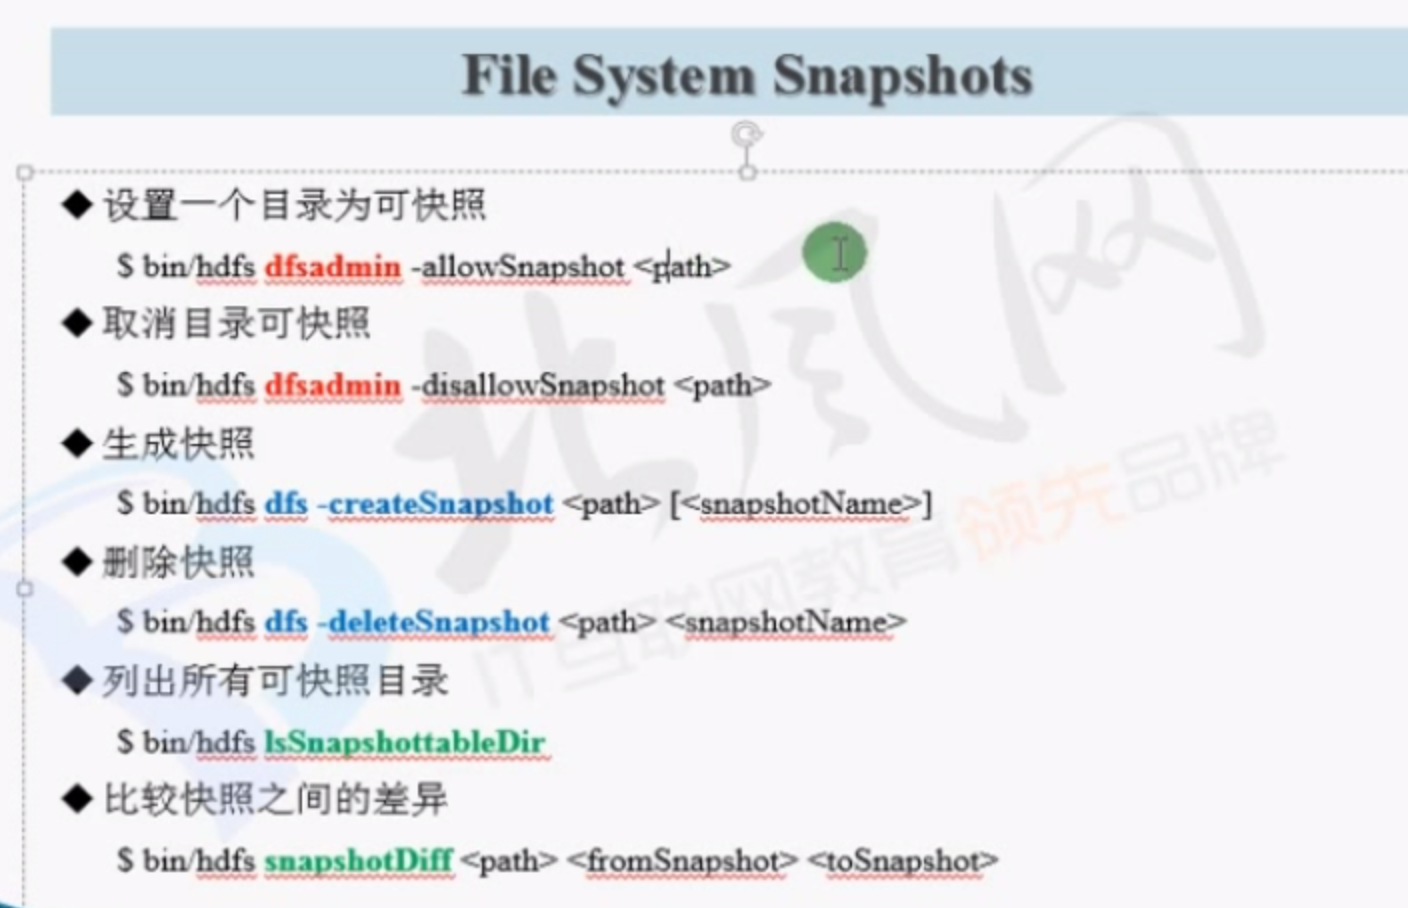 File System Snapshots
◆ 设置一个目录为可快照
$ bin/hdfs dfsadmin -allowSnapshot <path>
◆ 取消目录可快照
$ bin/hdfs dfsadmin -disallowSnapshot <path>
◆ 生成快照
$ bin/hdfs dfs -createSnapshot <path> [<snapshotName>]
◆ 删除快照
$ bin/hdfs dfs -deleteSnapshot <path> <snapshotName>
◆ 列出所有可快照目录
$ bin/hdfs lsSnapshottableDir
◆ 比较快照之间的差异
$ bin/hdfs snapshotDiff <path> <fromSnapshot> <toSnapshot>
北风网
IT互联网教育领先品牌